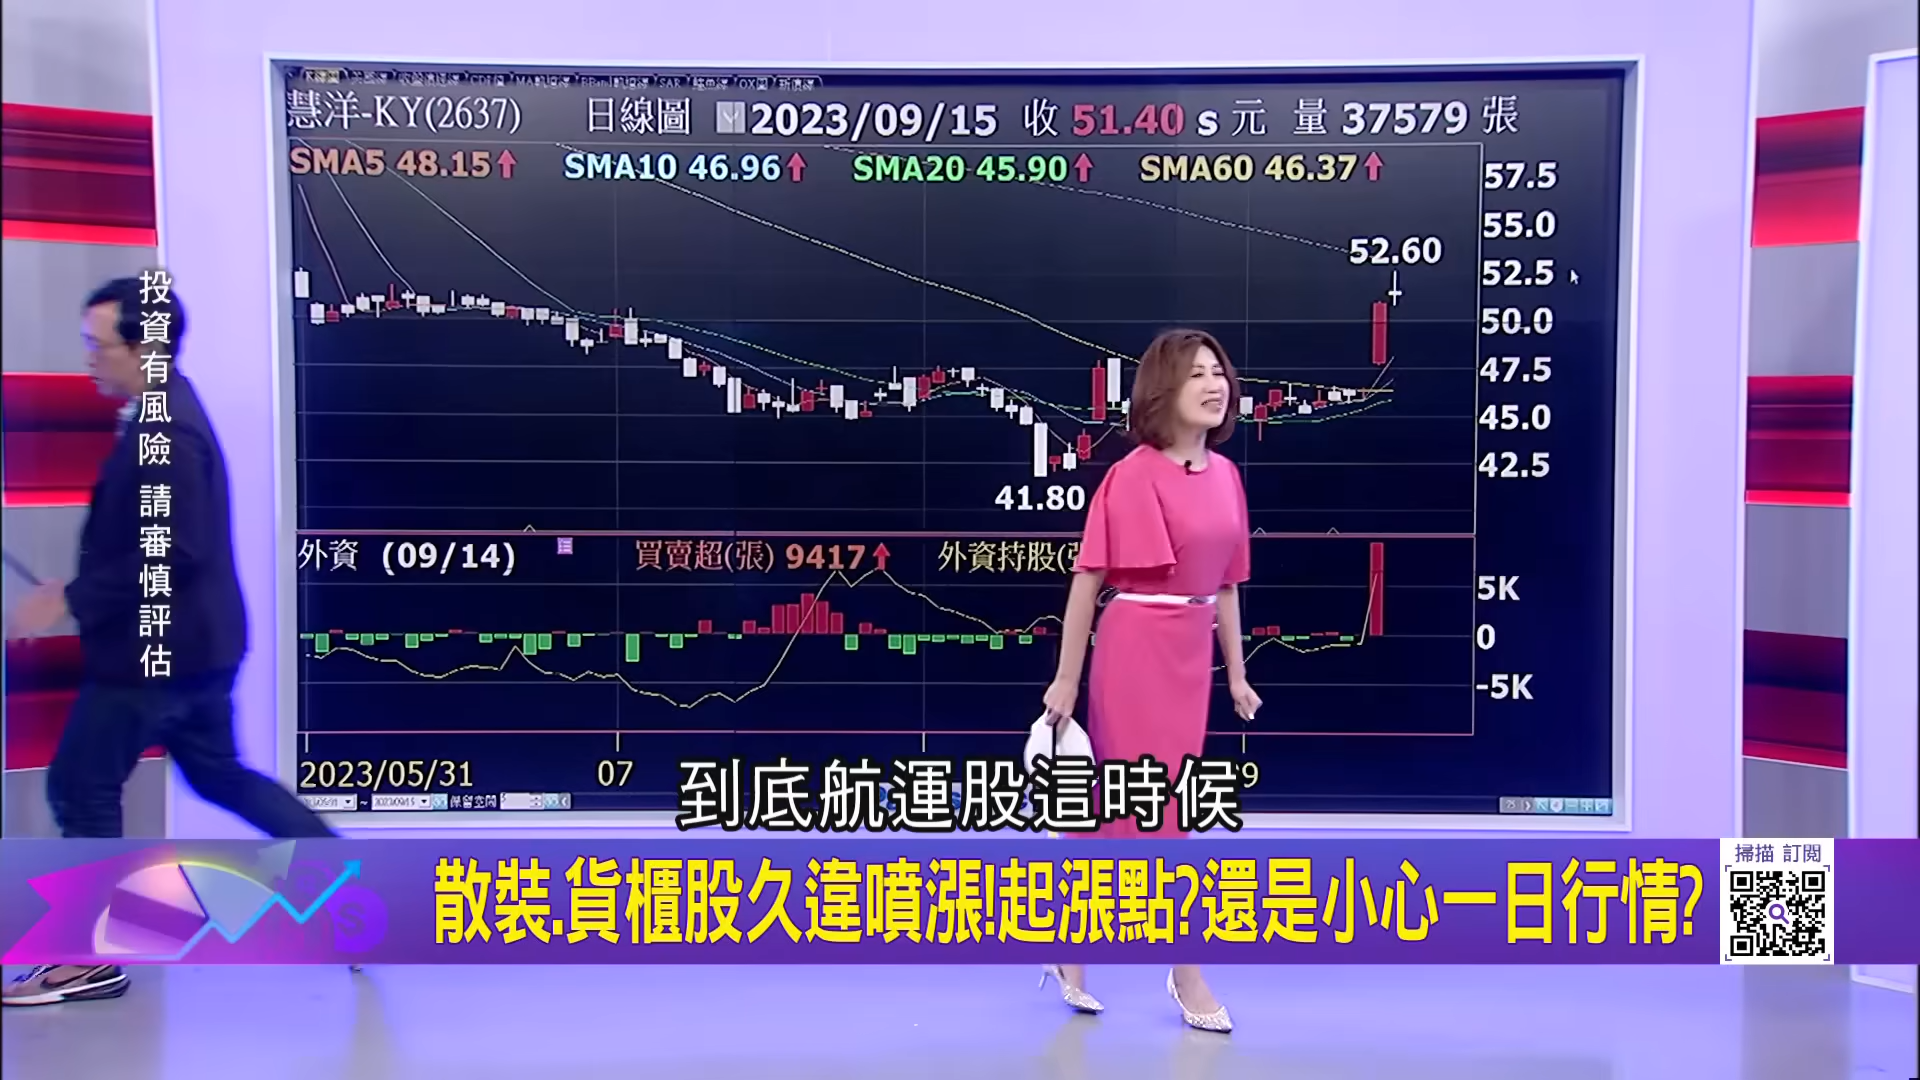 慧洋-KY(2637) 日線圖 2023/09/15 收 51.40 s 元 量 37579 張
SMA5 48.15↑ SMA10 46.96↑ SMA20 45.90↑ SMA60 46.37↑
57.5
55.0
52.60
52.5
50.0
47.5
45.0
42.5
41.80
外資 (09/14) 買賣超(張) 9417↑ 外資持股(
5K
0
-5K
2023/05/31 07
保留空間
投資有風險 請審慎評估
到底航運股這時候
散裝.貨櫃股久違噴漲!起漲點?還是小心一日行情?
掃描 訂閱